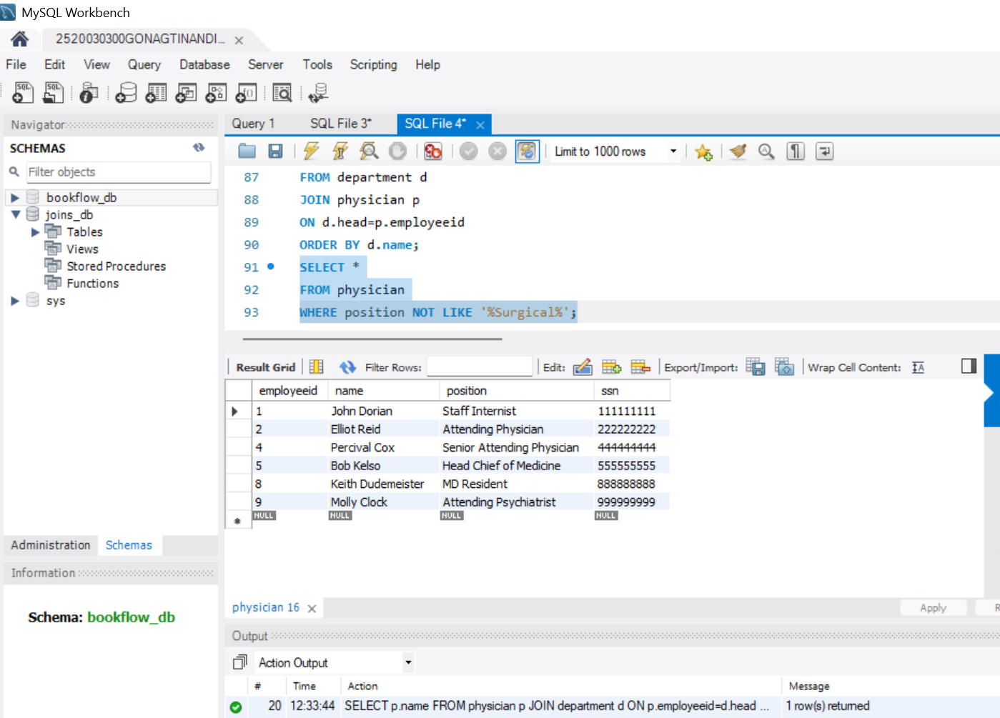 MySQL Workbench
2520030300GONAGTINANDI...
File Edit View Query Database Server Tools Scripting Help
Navigator
SCHEMAS
Filter objects
bookflow_db
joins_db
Tables
Views
Stored Procedures
Functions
sys
Administration Schemas
Information
Schema: bookflow_db
Query 1 SQL File 3* SQL File 4*
Limit to 1000 rows
87 FROM department d
88 JOIN physician p
89 ON d.head=p.employeeid
90 ORDER BY d.name;
91 SELECT *
92 FROM physician
93 WHERE position NOT LIKE '%Surgical%';
Result Grid Filter Rows: Edit: Export/Import: Wrap Cell Content:
employeeid name position ssn
1 John Dorian Staff Internist 111111111
2 Elliot Reid Attending Physician 222222222
4 Percival Cox Senior Attending Physician 444444444
5 Bob Kelso Head Chief of Medicine 555555555
8 Keith Dudemeister MD Resident 888888888
9 Molly Clock Attending Psychiatrist 999999999
NULL NULL NULL NULL
physician 16
Apply R
Output
Action Output
# Time Action Message
20 12:33:44 SELECT p.name FROM physician p JOIN department d ON p.employeeid=d.head ... 1 row(s) returned